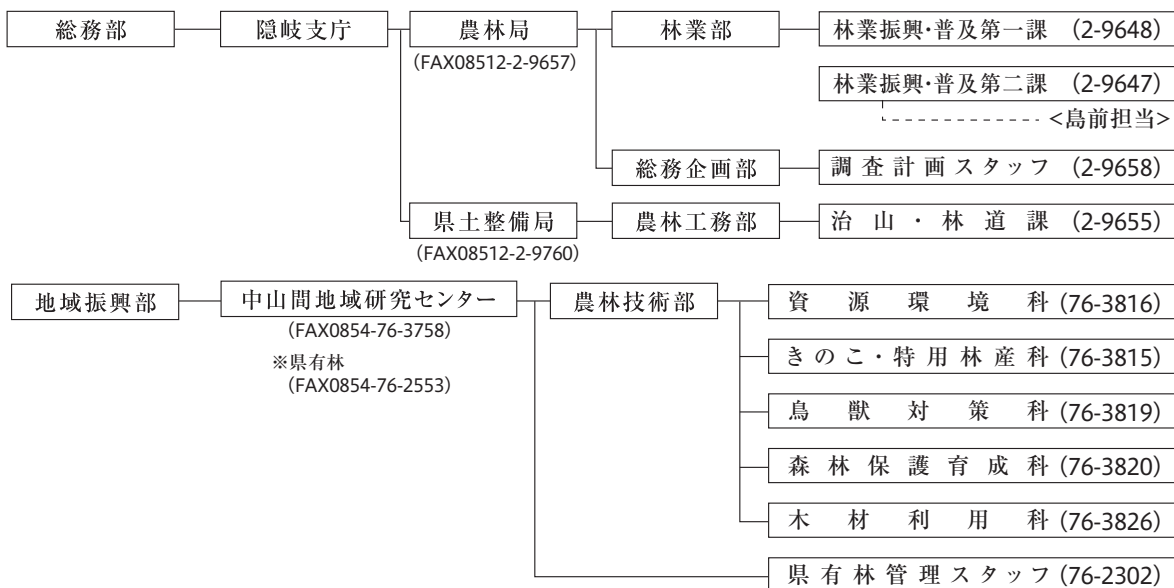 総務部 隠岐支庁 農林局 林業部 林業振興・普及第一課 (2-9648)
(FAX08512-2-9657)
林業振興・普及第二課 (2-9647)
<島前担当>
総務企画部 調査計画スタッフ (2-9658)
県土整備局 農林工務部 治山・林道課 (2-9655)
(FAX08512-2-9760)
地域振興部 中山間地域研究センター 農林技術部 資源環境科 (76-3816)
(FAX0854-76-3758)
※県有林
(FAX0854-76-2553)
きのこ・特用林産科 (76-3815)
鳥獣対策科 (76-3819)
森林保護育成科 (76-3820)
木材利用科 (76-3826)
県有林管理スタッフ (76-2302)